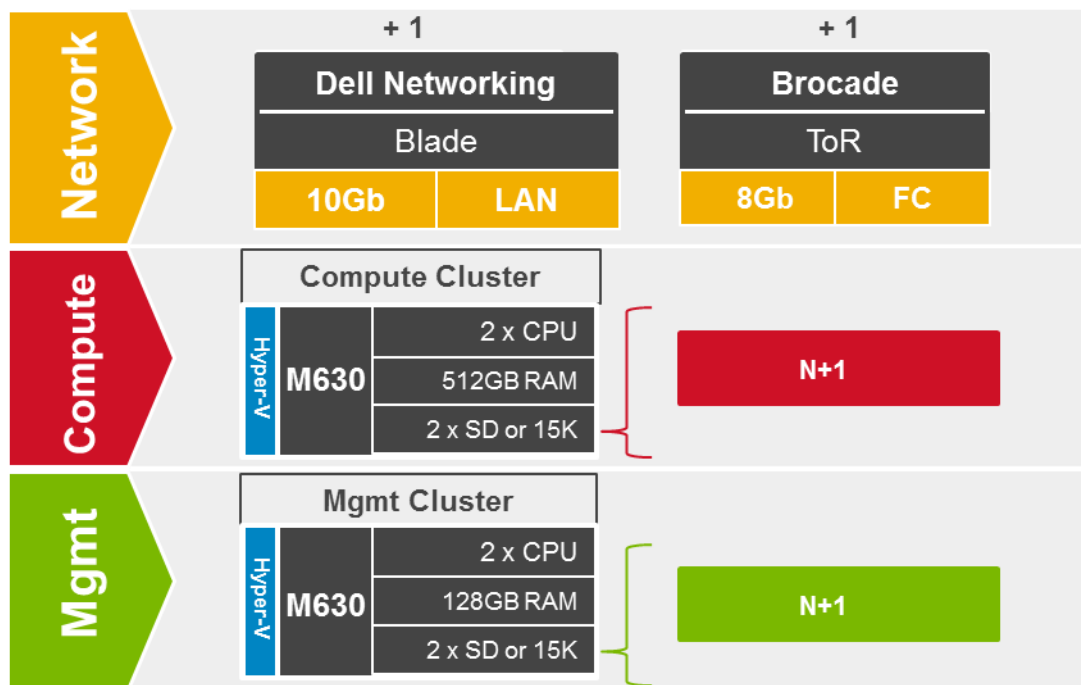 Network
+ 1
Dell Networking
Blade
10Gb
LAN
+ 1
Brocade
ToR
8Gb
FC
Compute
Compute Cluster
Hyper-V
M630
2 x CPU
512GB RAM
2 x SD or 15K
N+1
Mgmt
Mgmt Cluster
Hyper-V
M630
2 x CPU
128GB RAM
2 x SD or 15K
N+1